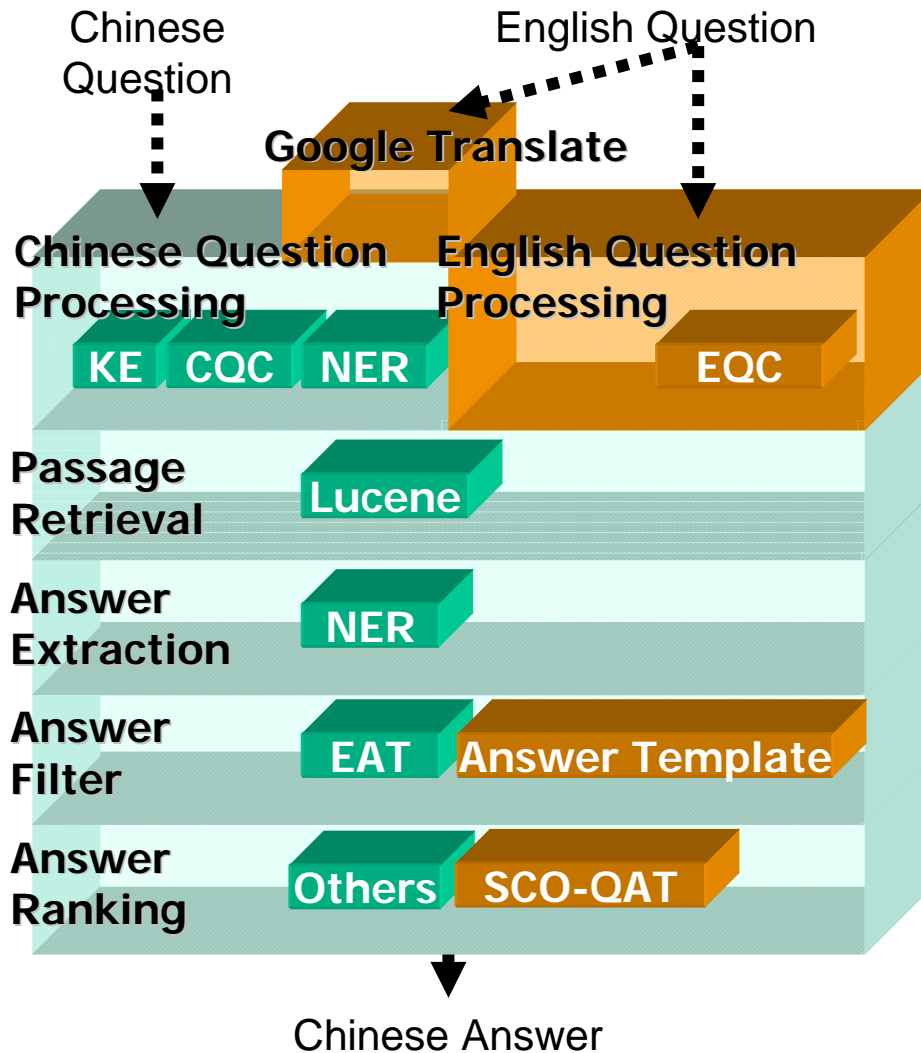 Chinese
Question
English Question
Google Translate
Chinese Question
Processing
English Question
Processing
KE
CQC
NER
EQC
Passage
Retrieval
Lucene
Answer
Extraction
NER
Answer
Filter
EAT
Answer Template
Answer
Ranking
Others
SCO-QAT
Chinese Answer